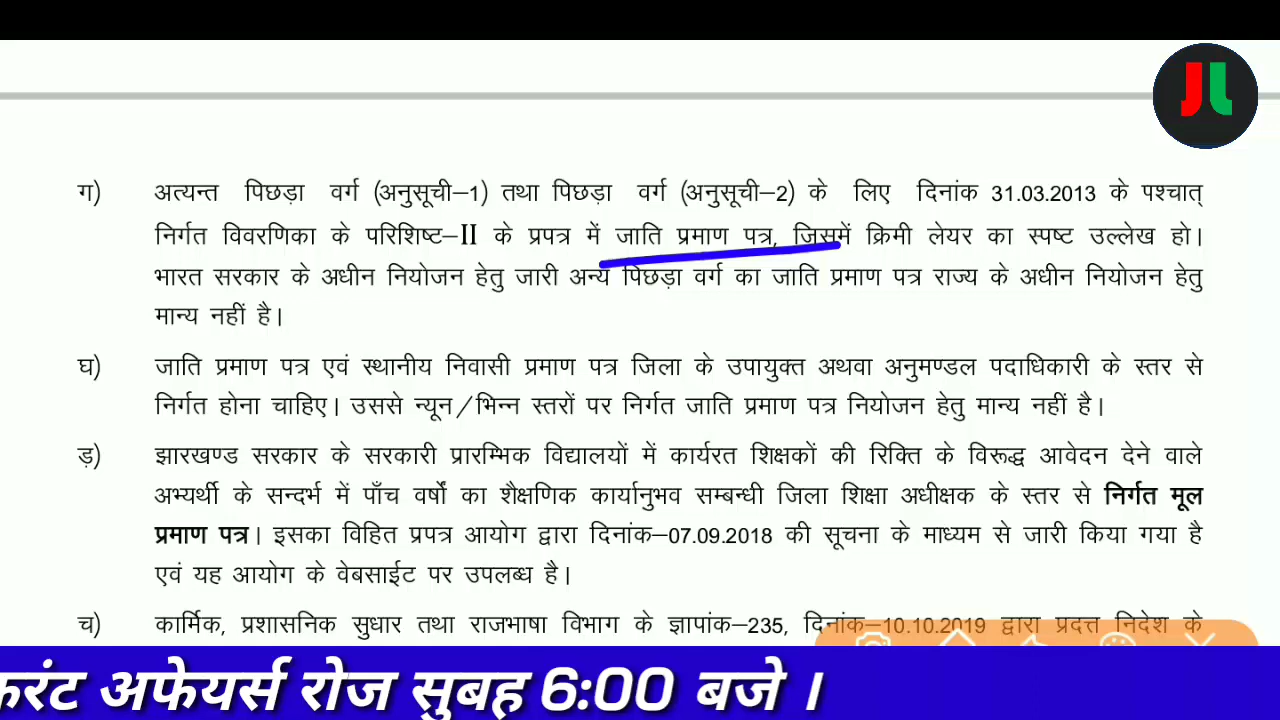 JL
ग) अत्यन्त पिछड़ा वर्ग (अनुसूची–1) तथा पिछड़ा वर्ग (अनुसूची–2) के लिए दिनांक 31.03.2013 के पश्चात्
निर्गत विवरणिका के परिशिष्ट–II के प्रपत्र में जाति प्रमाण पत्र, जिसमें क्रिमी लेयर का स्पष्ट उल्लेख हो।
भारत सरकार के अधीन नियोजन हेतु जारी अन्य पिछड़ा वर्ग का जाति प्रमाण पत्र राज्य के अधीन नियोजन हेतु
मान्य नहीं है।
घ) जाति प्रमाण पत्र एवं स्थानीय निवासी प्रमाण पत्र जिला के उपायुक्त अथवा अनुमण्डल पदाधिकारी के स्तर से
निर्गत होना चाहिए। उससे न्यून/भिन्न स्तरों पर निर्गत जाति प्रमाण पत्र नियोजन हेतु मान्य नहीं है।
ड़) झारखण्ड सरकार के सरकारी प्रारम्भिक विद्यालयों में कार्यरत शिक्षकों की रिक्ति के विरूद्ध आवेदन देने वाले
अभ्यर्थी के सन्दर्भ में पाँच वर्षों का शैक्षणिक कार्यानुभव सम्बन्धी जिला शिक्षा अधीक्षक के स्तर से निर्गत मूल
प्रमाण पत्र। इसका विहित प्रपत्र आयोग द्वारा दिनांक–07.09.2018 की सूचना के माध्यम से जारी किया गया है
एवं यह आयोग के वेबसाईट पर उपलब्ध है।
च) कार्मिक, प्रशासनिक सुधार तथा राजभाषा विभाग के ज्ञापांक–235, दिनांक–10.10.2019 द्वारा प्रदत्त निदेश के
करंट अफेयर्स रोज सुबह 6:00 बजे ।